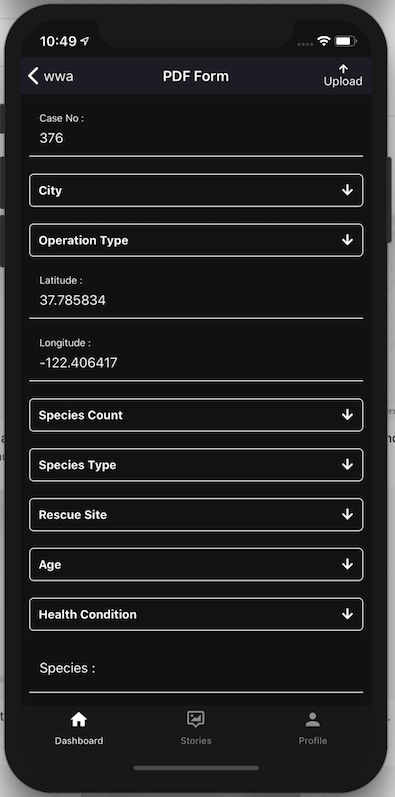 10:49
wwa
PDF Form
Upload
Case No :
376
City
Operation Type
Latitude :
37.785834
Longitude :
-122.406417
Species Count
Species Type
Rescue Site
Age
Health Condition
Species :
Dashboard
Stories
Profile